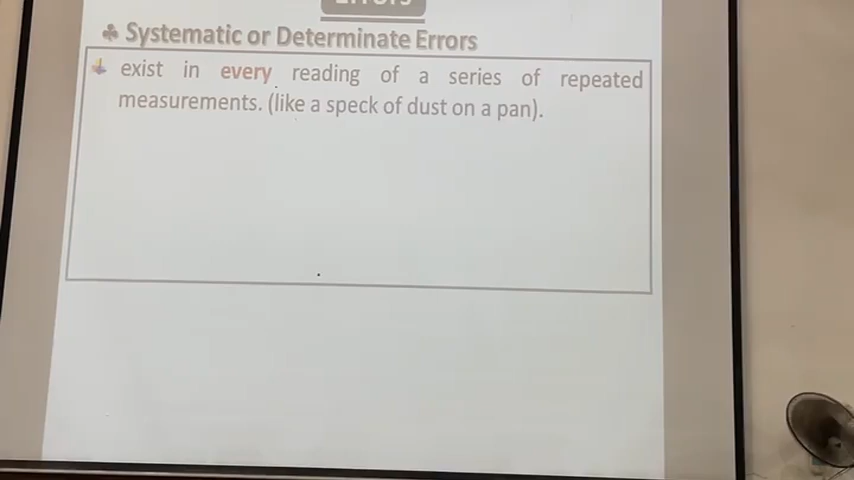 Errors
♣ Systematic or Determinate Errors
exist in every reading of a series of repeated
measurements. (like a speck of dust on a pan).